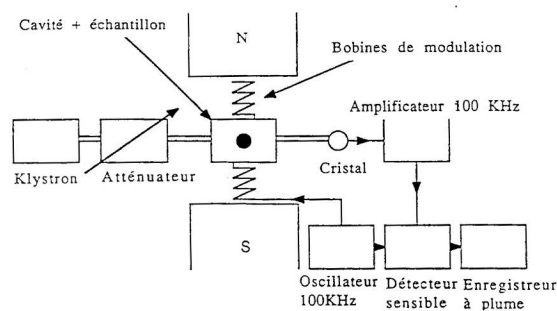 Cavité + échantillon
N
Bobines de modulation
Amplificateur 100 KHz
Klystron
Atténuateur
Cristal
S
Oscillateur
100KHz
Détecteur
sensible
Enregistreur
à plume